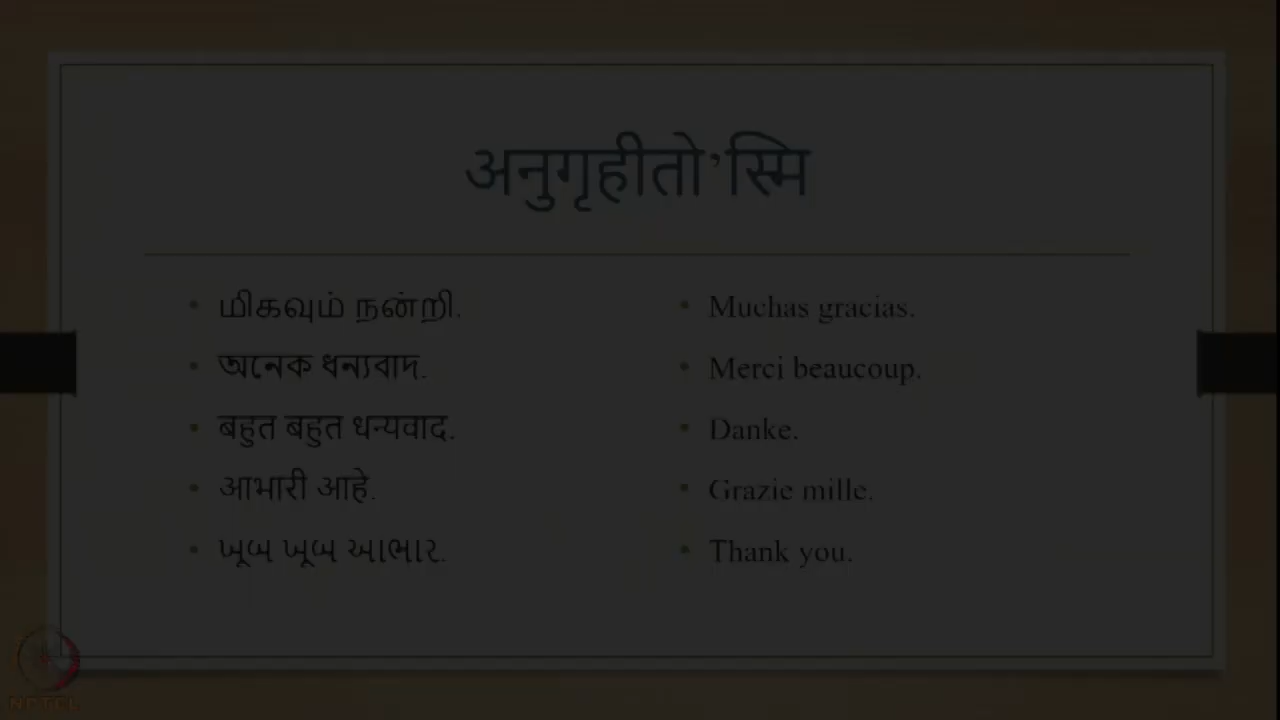 अनुगृहीतो’स्मि
மிகவும் நன்றி.
অনেক ধন্যবাদ.
बहुत बहुत धन्यवाद.
आभारी आहे.
ખૂબ ખૂબ આભાર.
Muchas gracias.
Merci beaucoup.
Danke.
Grazie mille.
Thank you.
NPTEL